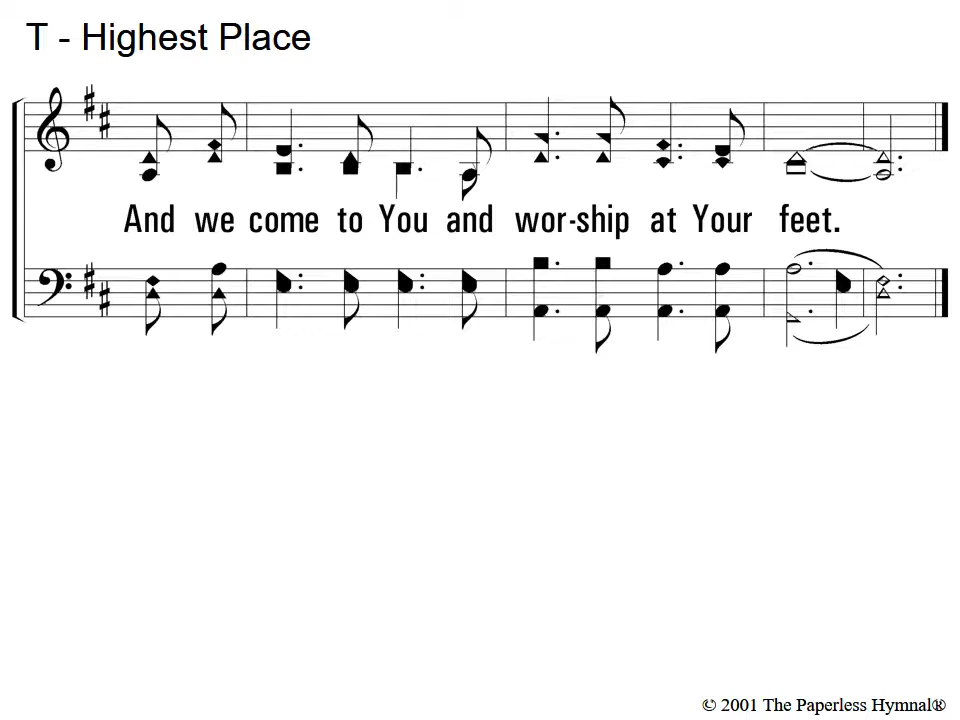 T - Highest Place
And we come to You and wor-ship at Your feet.
© 2001 The Paperless Hymnal®